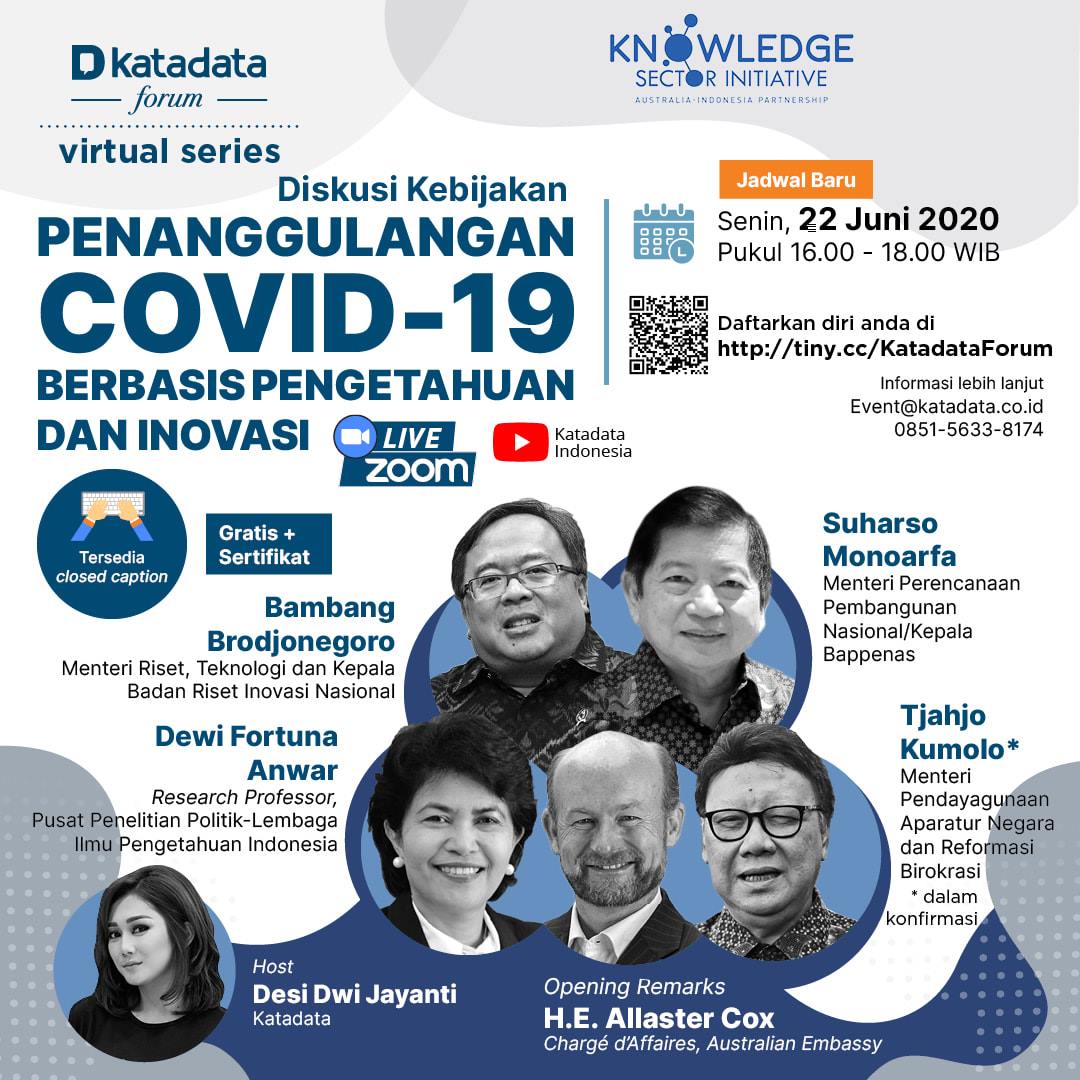 katadata
forum
virtual series
KNOWLEDGE
SECTOR INITIATIVE
AUSTRALIA-INDONESIA PARTNERSHIP
Diskusi Kebijakan
PENANGGULANGAN
COVID-19
BERBASIS PENGETAHUAN
DAN INOVASI
LIVE
zoom
Katadata
Indonesia
Jadwal Baru
Senin, 22 Juni 2020
Pukul 16.00 - 18.00 WIB
Daftarkan diri anda di
http://tiny.cc/KatadataForum
Informasi lebih lanjut
Event@katadata.co.id
0851-5633-8174
Tersedia
closed caption
Gratis +
Sertifikat
Bambang
Brodjonegoro
Menteri Riset, Teknologi dan Kepala
Badan Riset Inovasi Nasional
Suharso
Monoarfa
Menteri Perencanaan
Pembangunan
Nasional/Kepala
Bappenas
Dewi Fortuna
Anwar
Research Professor,
Pusat Penelitian Politik-Lembaga
Ilmu Pengetahuan Indonesia
Tjahjo
Kumolo*
Menteri
Pendayagunaan
Aparatur Negara
dan Reformasi
Birokrasi
* dalam
konfirmasi
Host
Desi Dwi Jayanti
Katadata
Opening Remarks
H.E. Allaster Cox
Chargé d'Affaires, Australian Embassy